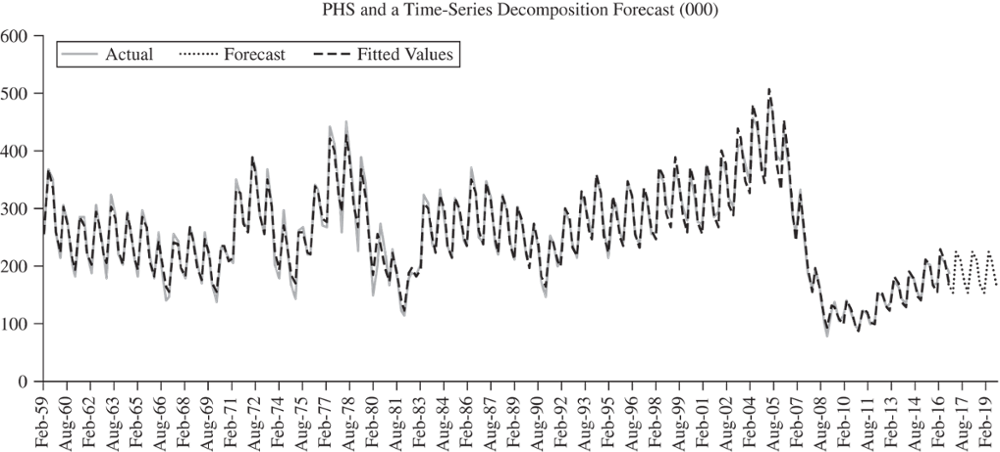 PHS and a Time-Series Decomposition Forecast (000)
600
Actual Forecast Fitted Values
500
400
300
200
100
0
Feb-59 Aug-60 Feb-62 Aug-63 Feb-65 Aug-66 Feb-68 Aug-69 Feb-71 Aug-72 Feb-74 Aug-75 Feb-77 Aug-78 Feb-80 Aug-81 Feb-83 Aug-84 Feb-86 Aug-87 Feb-89 Aug-90 Feb-92 Aug-93 Feb-95 Aug-96 Feb-98 Aug-99 Feb-01 Aug-02 Feb-04 Aug-05 Feb-07 Aug-08 Feb-10 Aug-11 Feb-13 Aug-14 Feb-16 Aug-17 Feb-19